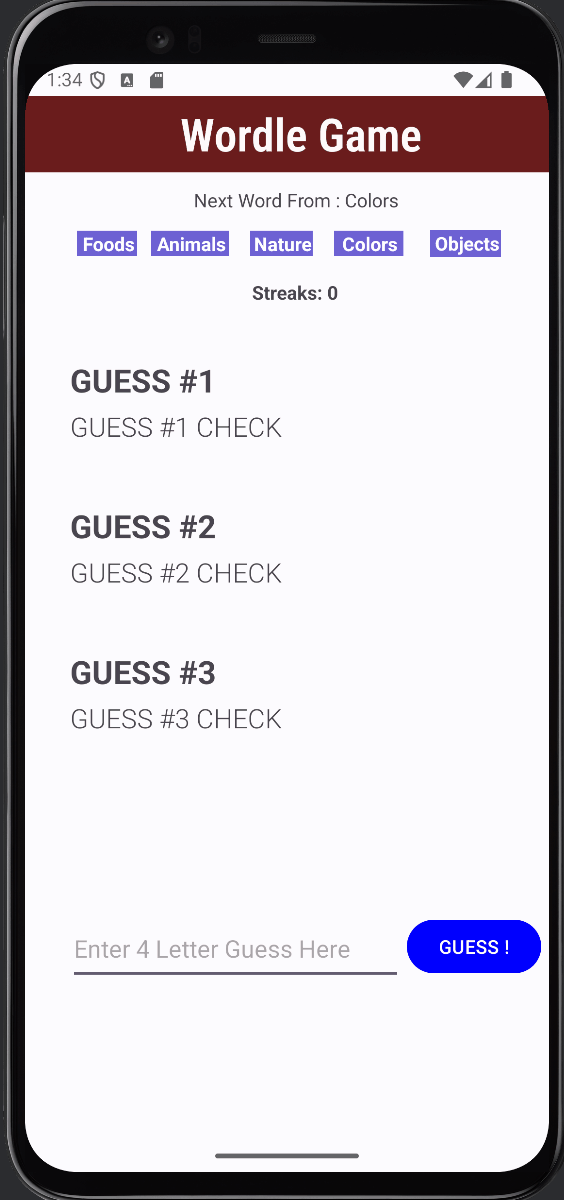 1:34
A
Wordle Game
Next Word From : Colors
Foods Animals Nature Colors Objects
Streaks: 0
GUESS #1
GUESS #1 CHECK
GUESS #2
GUESS #2 CHECK
GUESS #3
GUESS #3 CHECK
Enter 4 Letter Guess Here GUESS !